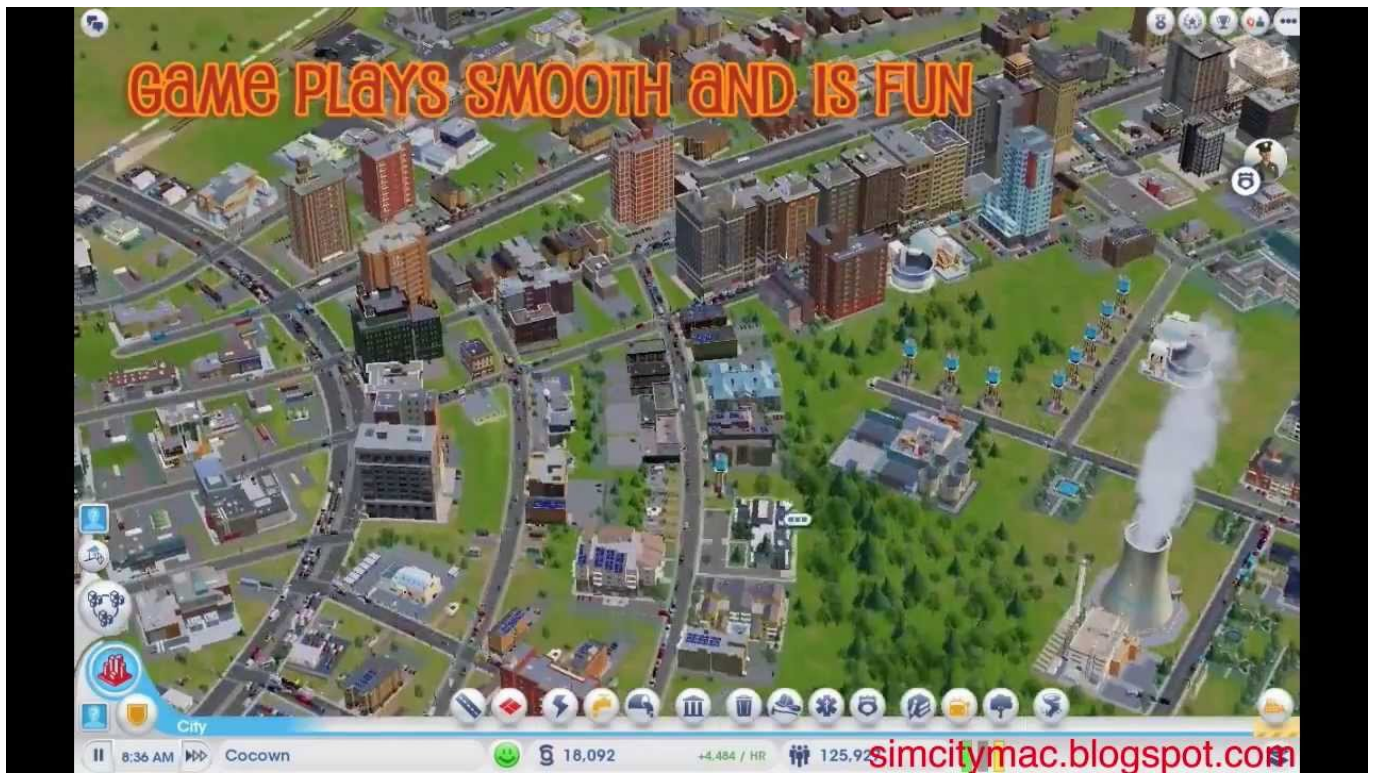 GaMe PLaYS SMOOTH aND IS FUN
City
8:36 AM
Cocown
18,092
+4,484 / HR
125,92
simcitymac.blogspot.com